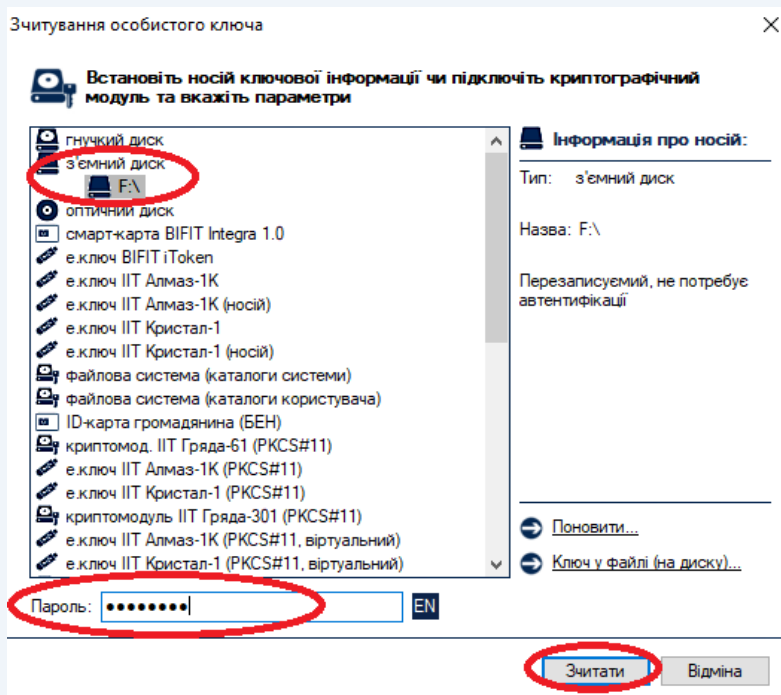 Зчитування особистого ключа
Встановіть носій ключової інформації чи підключіть криптографічний
модуль та вкажіть параметри
гнучкий диск
з'ємний диск
F:\
оптичний диск
смарт-карта BIFIT Integra 1.0
е.ключ BIFIT iToken
е.ключ ІІТ Алмаз-1К
е.ключ ІІТ Алмаз-1К (носій)
е.ключ ІІТ Кристал-1
е.ключ ІІТ Кристал-1 (носій)
файлова система (каталоги системи)
файлова система (каталоги користувача)
ID-карта громадянина (БЕН)
криптомод. ІІТ Гряда-61 (PKCS#11)
е.ключ ІІТ Алмаз-1К (PKCS#11)
е.ключ ІІТ Кристал-1 (PKCS#11)
криптомодуль ІІТ Гряда-301 (PKCS#11)
е.ключ ІІТ Алмаз-1К (PKCS#11, віртуальний)
е.ключ ІІТ Кристал-1 (PKCS#11, віртуальний)
Інформація про носій:
Тип: з'ємний диск
Назва: F:\
Перезаписуемий, не потребує
автентифікації
Поновити...
Ключ у файлі (на диску)...
Пароль: ●●●●●●●● EN
Зчитати Відміна